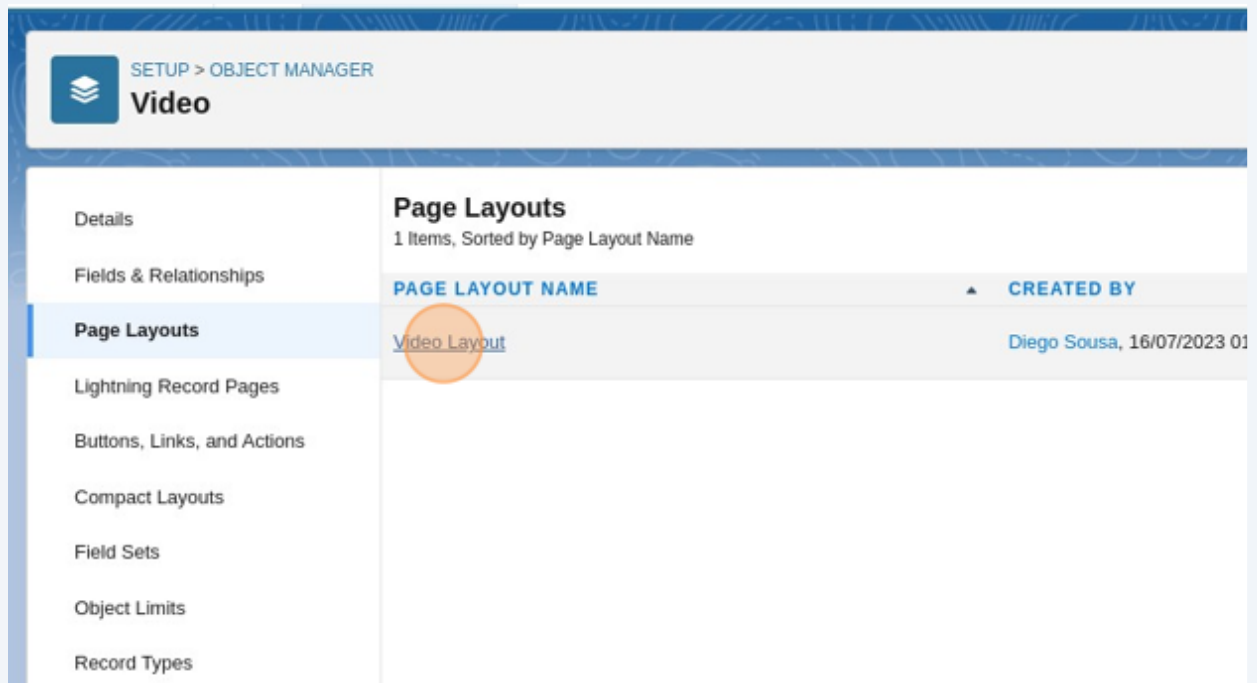 SETUP > OBJECT MANAGER
Video
Details
Fields & Relationships
Page Layouts
Lightning Record Pages
Buttons, Links, and Actions
Compact Layouts
Field Sets
Object Limits
Record Types
Page Layouts
1 Items, Sorted by Page Layout Name
PAGE LAYOUT NAME CREATED BY
Video Layout Diego Sousa, 16/07/2023 01